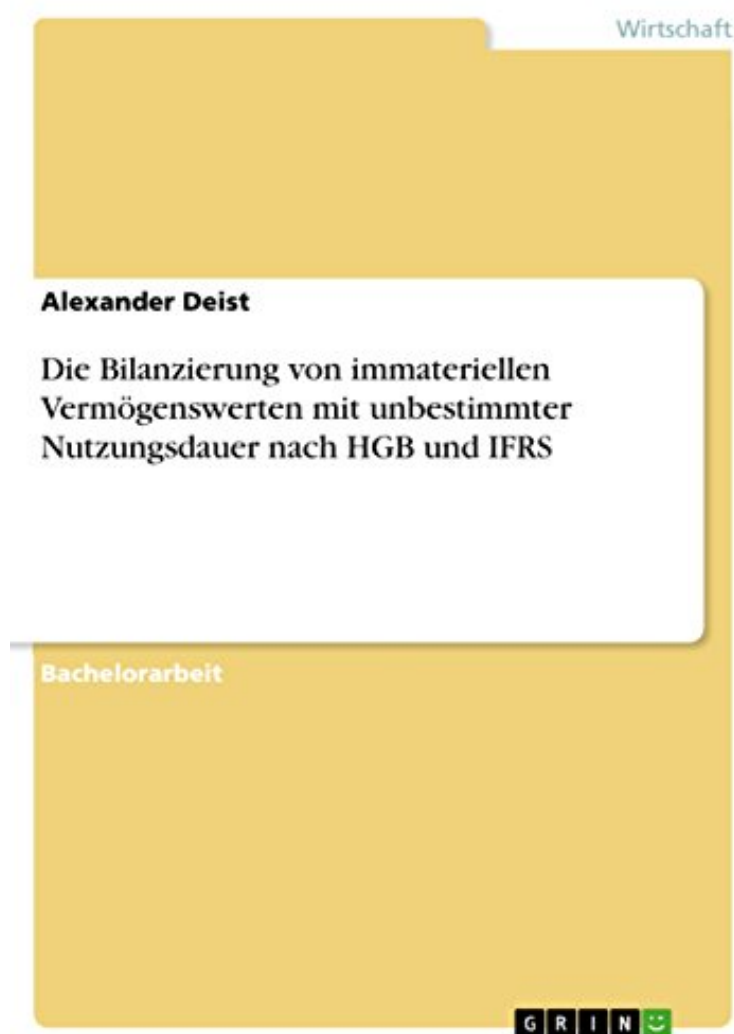 Wirtschaft
Alexander Deist
Die Bilanzierung von immateriellen
Vermögenswerten mit unbestimmter
Nutzungsdauer nach HGB und IFRS
Bachelorarbeit
GRIN